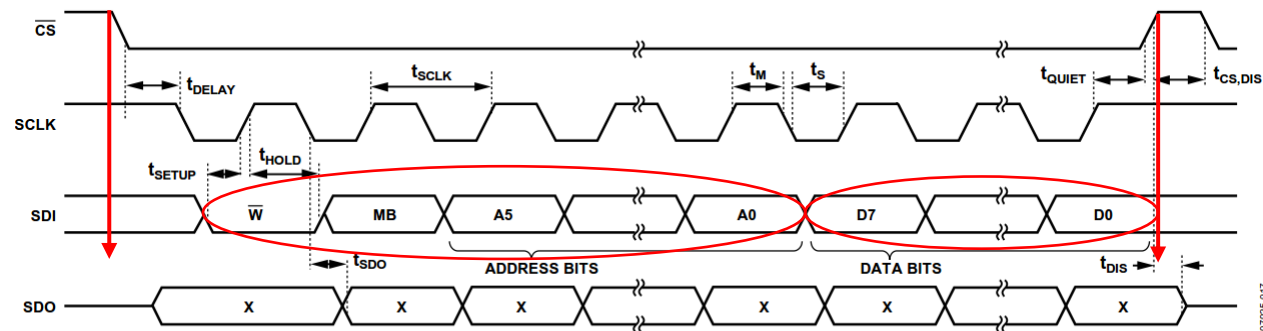 CS
tDELAY
tSCLK
tM
tS
tQUIET
tCS,DIS
SCLK
tSETUP
tHOLD
SDI
W MB A5 A0 D7 D0
tSDO
ADDRESS BITS
DATA BITS
tDIS
SDO
X X X X X X